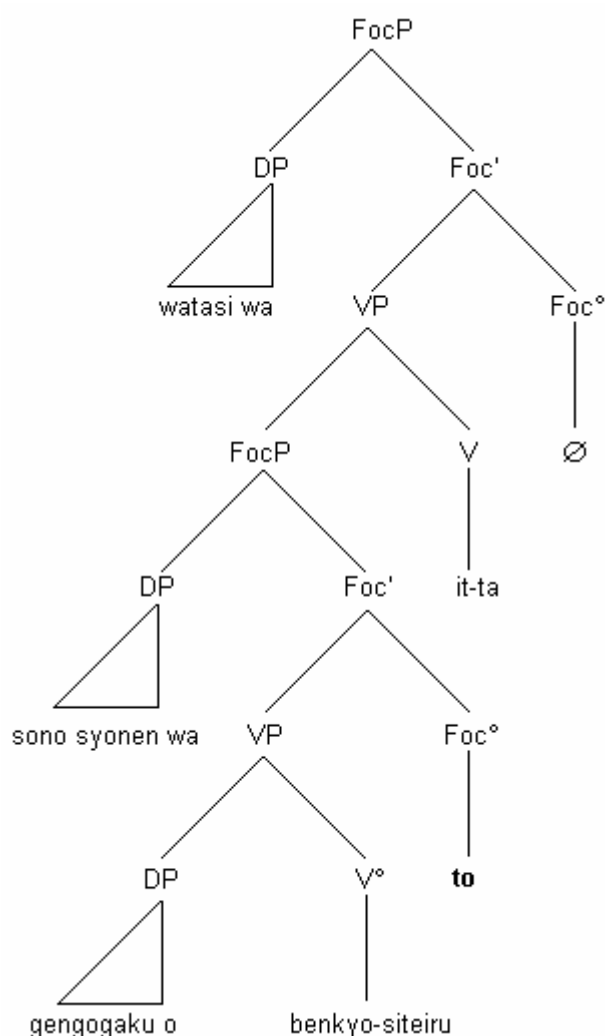 FocP
DP Foc'
watasi wa VP Foc°
FocP V ∅
DP Foc' it-ta
sono syonen wa VP Foc°
DP V° to
gengogaku o benkyo-siteiru